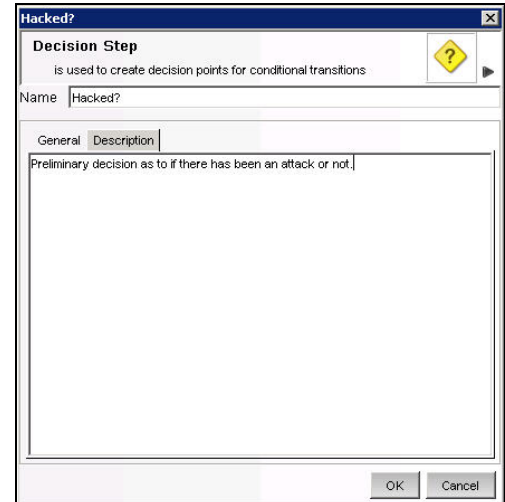 Hacked?
Decision Step
is used to create decision points for conditional transitions
?
Name Hacked?
General Description
Preliminary decision as to if there has been an attack or not.
OK Cancel